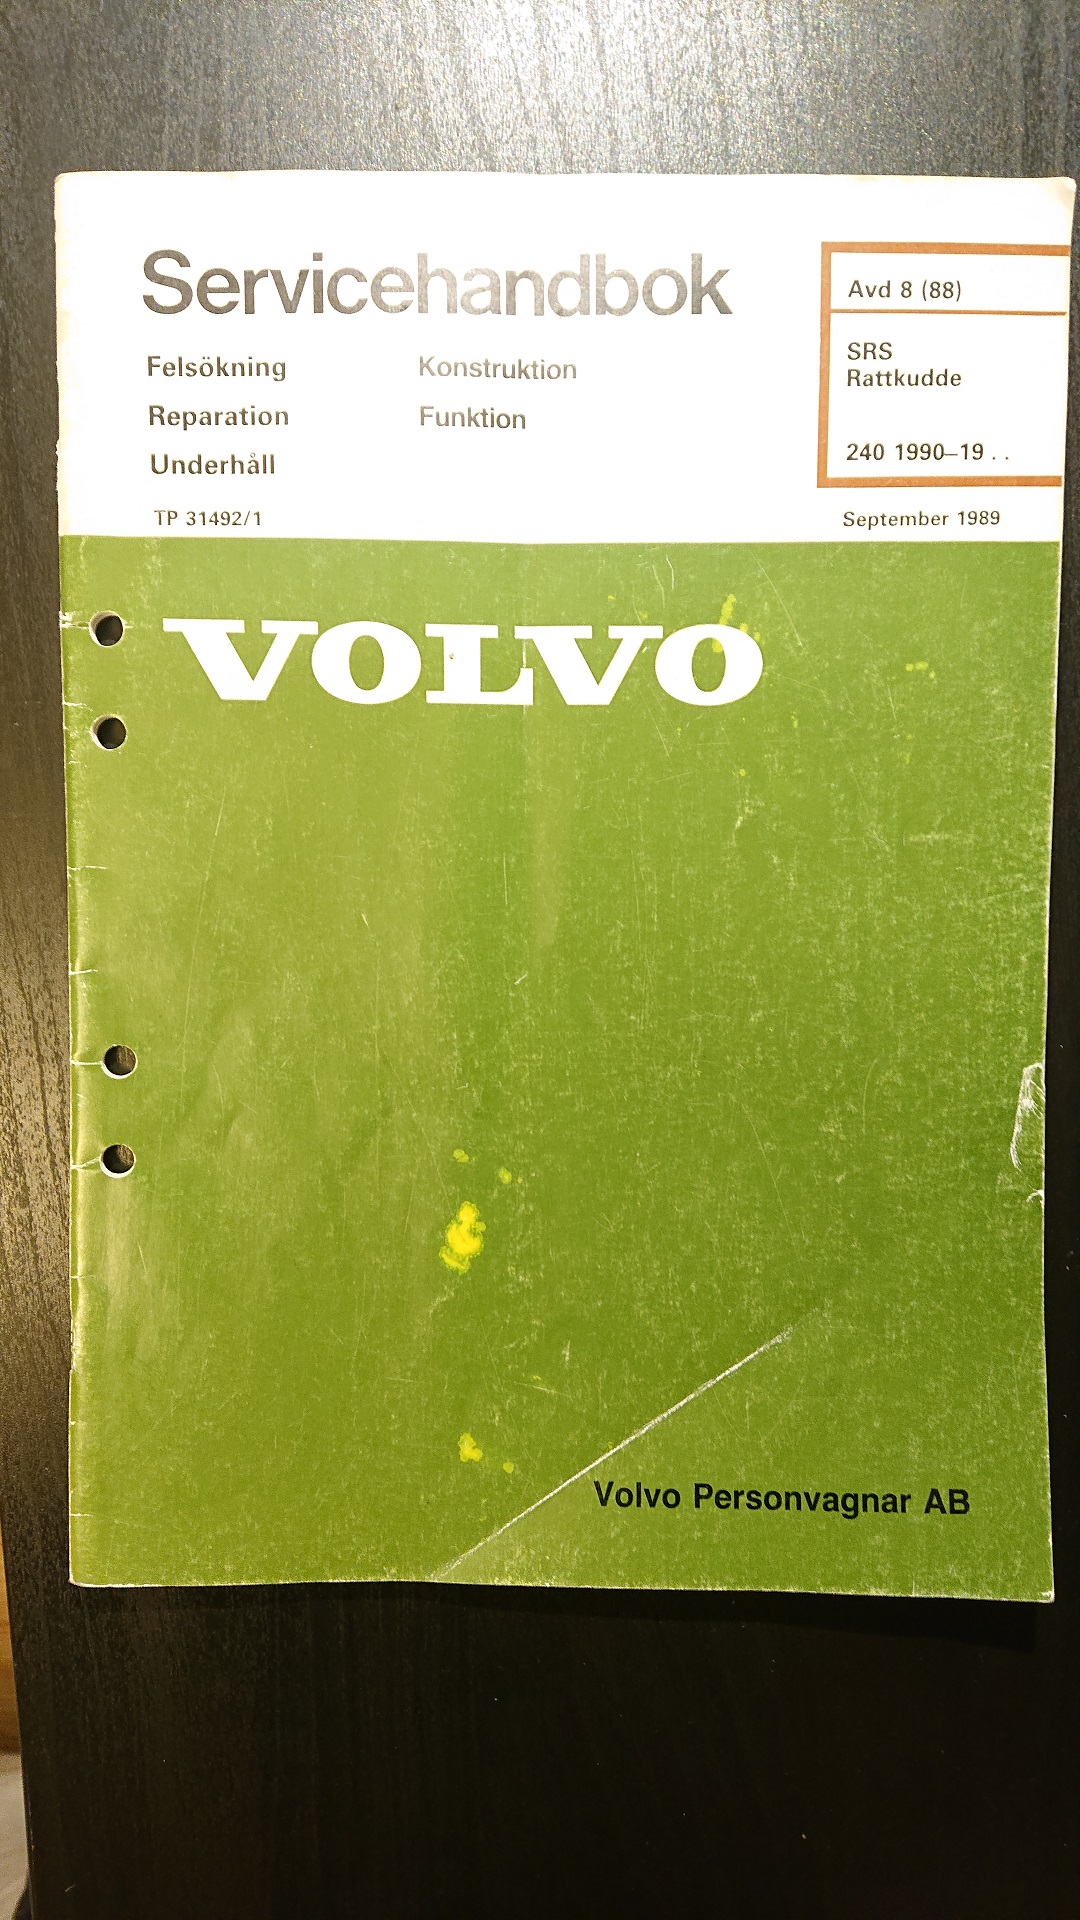 Servicehandbok
Felsökning
Konstruktion
Reparation
Funktion
Underhåll
TP 31492/1
Avd 8 (88)
SRS
Rattkudde
240 1990–19 . .
September 1989
VOLVO
Volvo Personvagnar AB